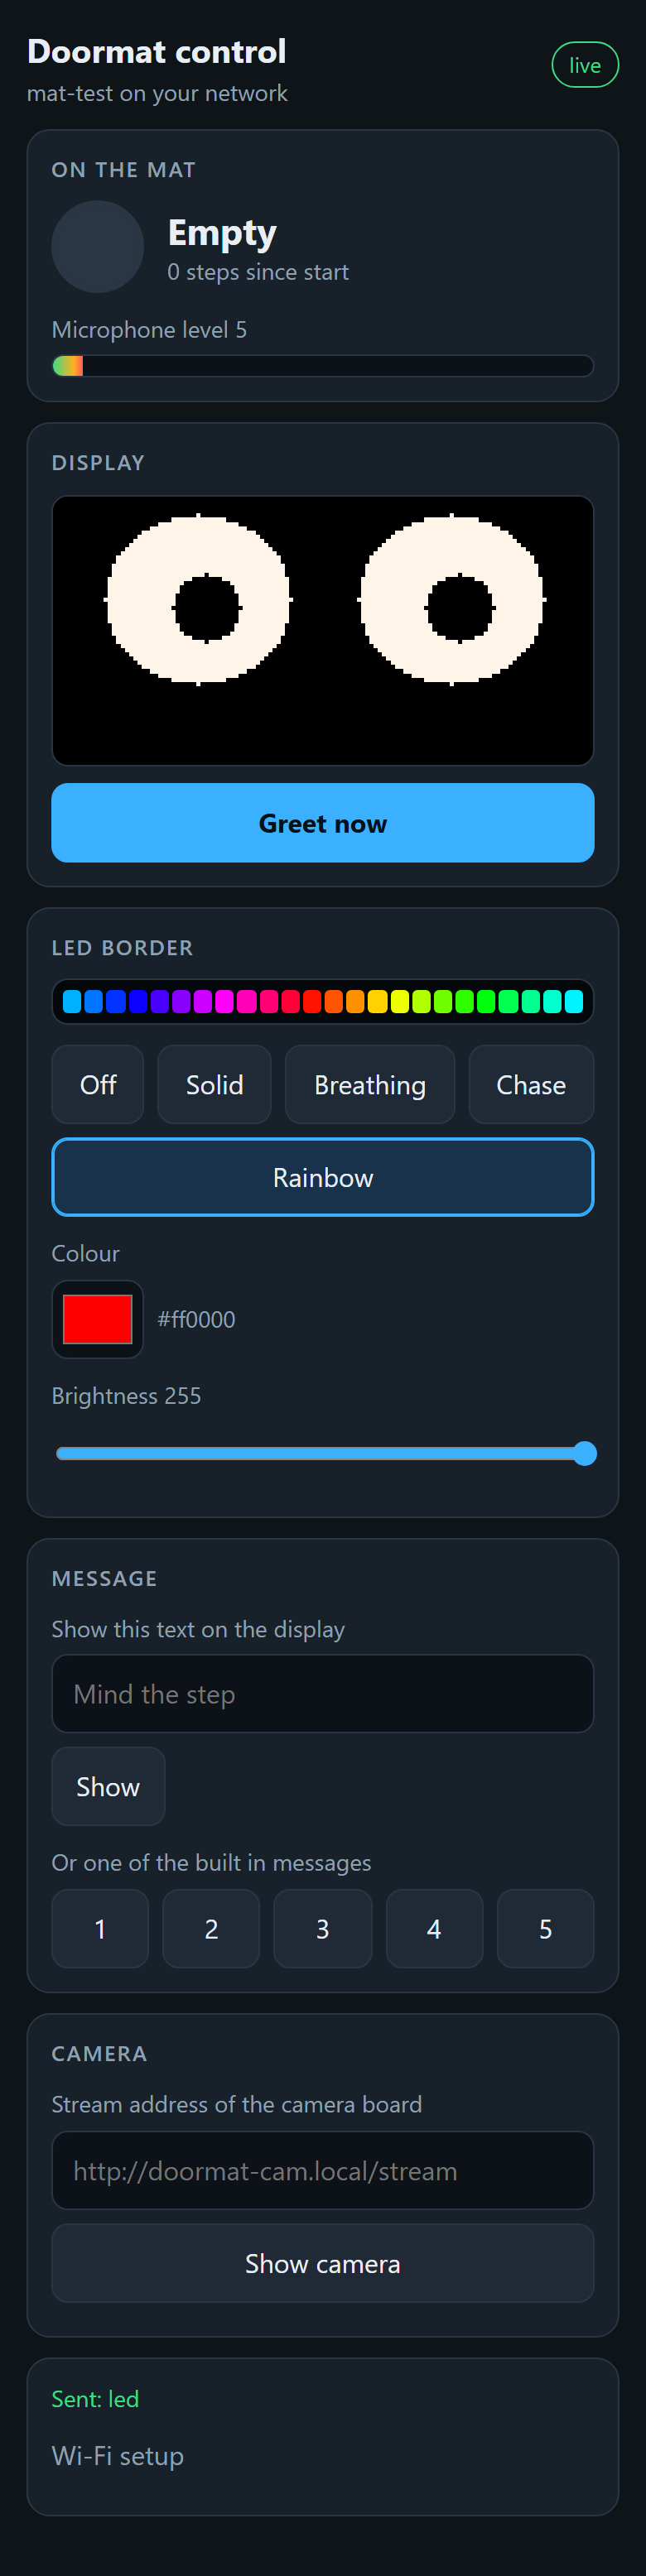 Doormat control
live
mat-test on your network
ON THE MAT
Empty
0 steps since start
Microphone level 5
DISPLAY
Greet now
LED BORDER
Off Solid Breathing Chase
Rainbow
Colour
#ff0000
Brightness 255
MESSAGE
Show this text on the display
Mind the step
Show
Or one of the built in messages
1 2 3 4 5
CAMERA
Stream address of the camera board
http://doormat-cam.local/stream
Show camera
Sent: led
Wi-Fi setup